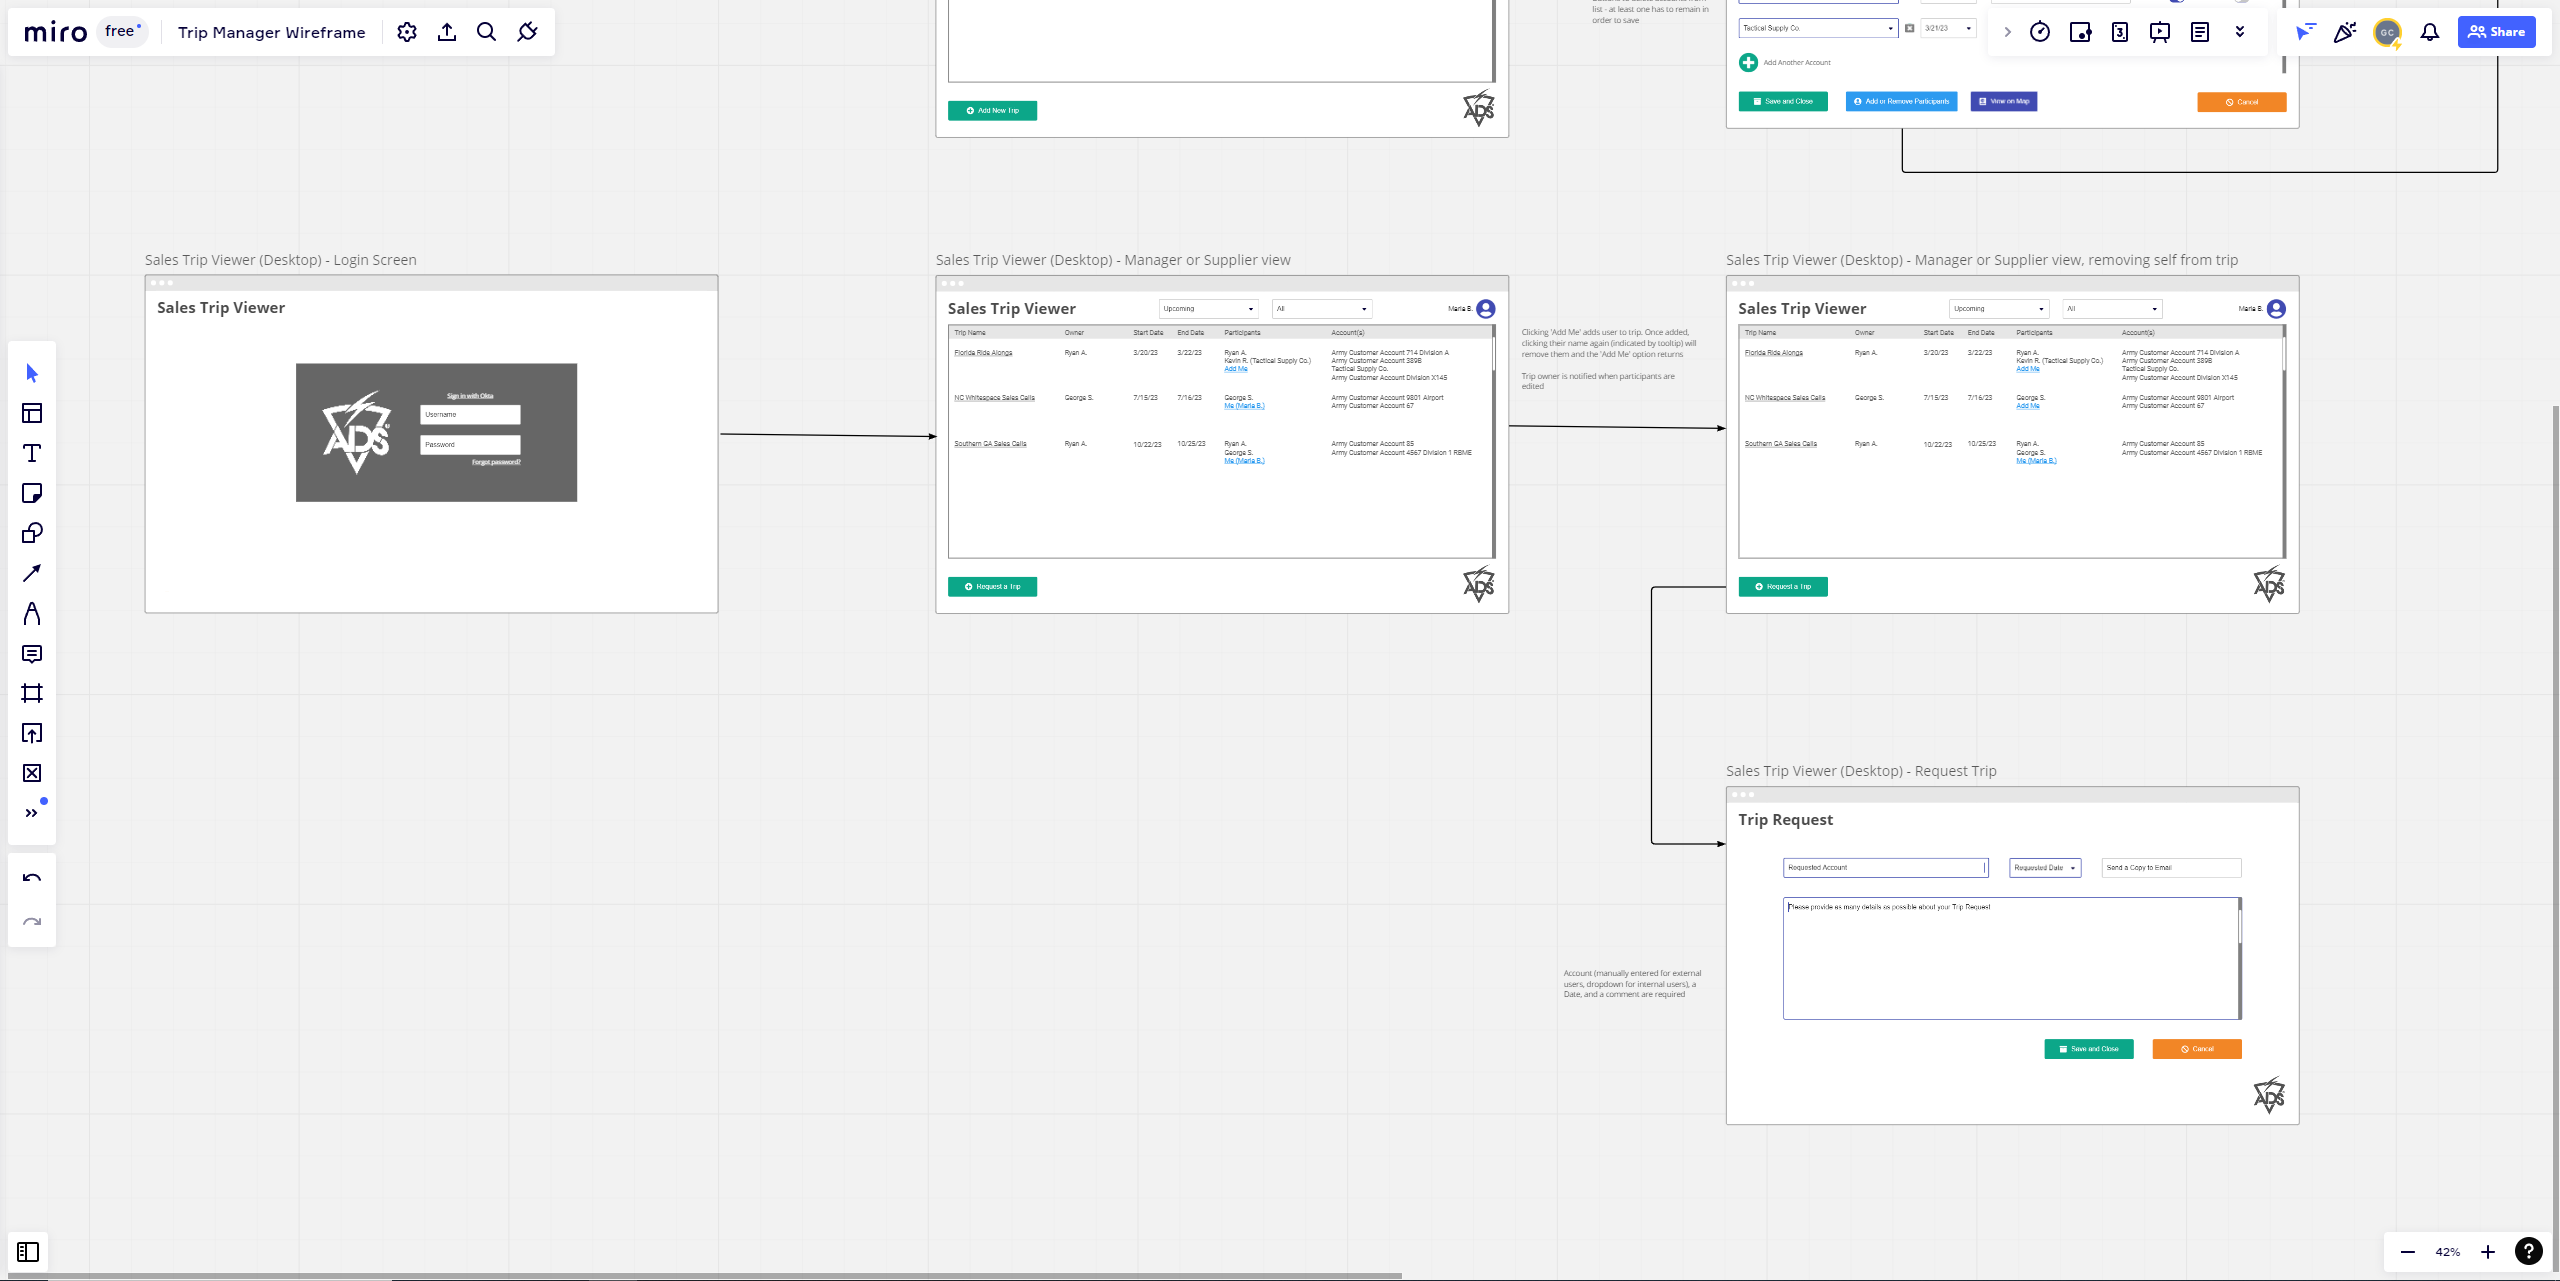 miro
free
Trip Manager Wireframe
list - at least one has to remain in
order to save
Tactical Supply Co.
3/21/23
GC
Share
Add Another Account
Add New Trip
ADS
Save and Close
Add or Remove Participants
View on Map
Cancel
Sales Trip Viewer (Desktop) - Login Screen
Sales Trip Viewer
Sign in with Okta
Username
Password
Forgot password?
ADS
Sales Trip Viewer (Desktop) - Manager or Supplier view
Sales Trip Viewer
Upcoming
All
Maria B.
Trip Name Owner Start Date End Date Participants Account(s)
Florida Ride Alongs Ryan A. 3/20/23 3/22/23 Ryan A. Army Customer Account 714 Division A
Kevin R. (Tactical Supply Co.) Army Customer Account 389B
Add Me Tactical Supply Co.
Army Customer Account Division X145
NC Whitespace Sales Calls George S. 7/15/23 7/16/23 George S. Army Customer Account 9801 Airport
Me (Maria B.) Army Customer Account 67
Southern GA Sales Calls Ryan A. 10/22/23 10/25/23 Ryan A. Army Customer Account 85
George S. Army Customer Account 4567 Division 1 RBME
Me (Maria B.)
Request a Trip
ADS
Clicking 'Add Me' adds user to trip. Once added,
clicking their name again (indicated by tooltip) will
remove them and the 'Add Me' option returns
Trip owner is notified when participants are
edited
Sales Trip Viewer (Desktop) - Manager or Supplier view, removing self from trip
Sales Trip Viewer
Upcoming
All
Maria B.
Trip Name Owner Start Date End Date Participants Account(s)
Florida Ride Alongs Ryan A. 3/20/23 3/22/23 Ryan A. Army Customer Account 714 Division A
Kevin R. (Tactical Supply Co.) Army Customer Account 389B
Add Me Tactical Supply Co.
Army Customer Account Division X145
NC Whitespace Sales Calls George S. 7/15/23 7/16/23 George S. Army Customer Account 9801 Airport
Add Me Army Customer Account 67
Southern GA Sales Calls Ryan A. 10/22/23 10/25/23 Ryan A. Army Customer Account 85
George S. Army Customer Account 4567 Division 1 RBME
Me (Maria B.)
Request a Trip
ADS
Sales Trip Viewer (Desktop) - Request Trip
Trip Request
Requested Account
Requested Date
Send a Copy to Email
Please provide as many details as possible about your Trip Request
Account (manually entered for external
users, dropdown for internal users), a
Date, and a comment are required
Save and Close
Cancel
ADS
42%